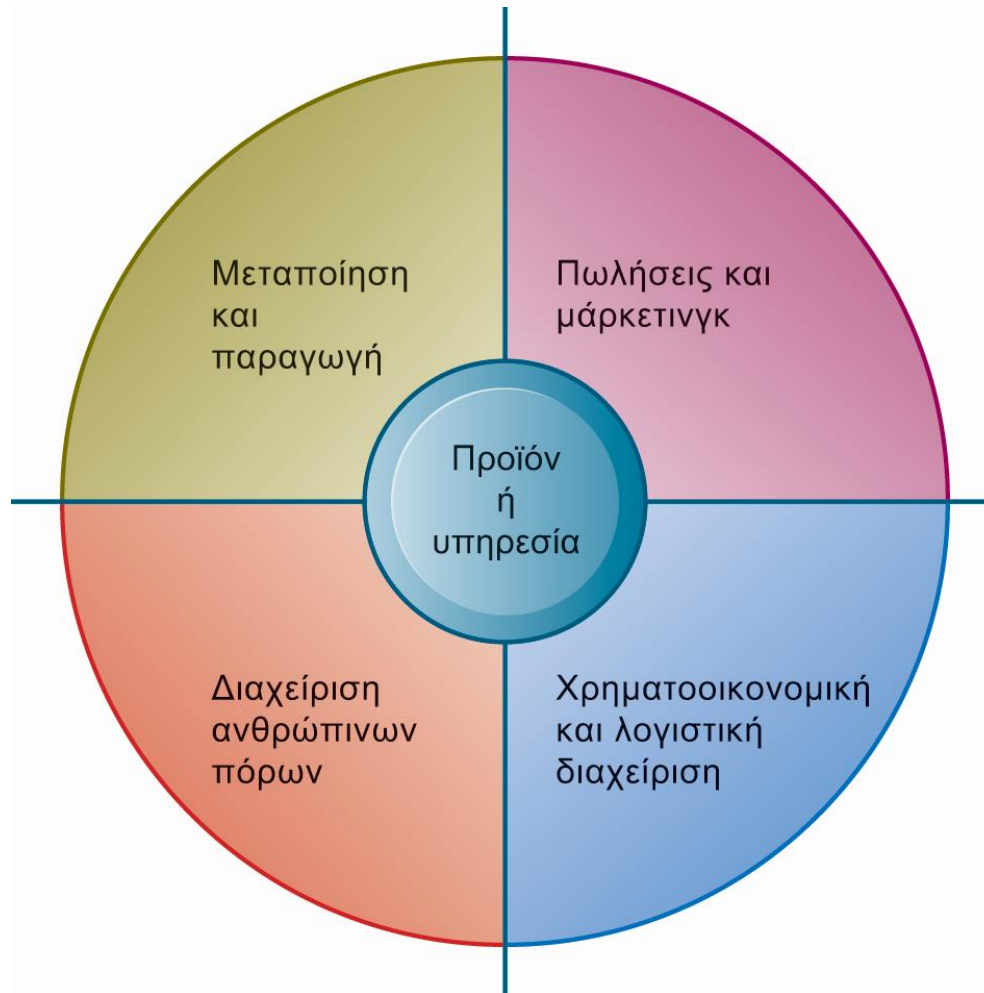 Μεταποίηση
και
παραγωγή
Πωλήσεις και
μάρκετινγκ
Προϊόν
ή
υπηρεσία
Διαχείριση
ανθρώπινων
πόρων
Χρηματοοικονομική
και λογιστική
διαχείριση